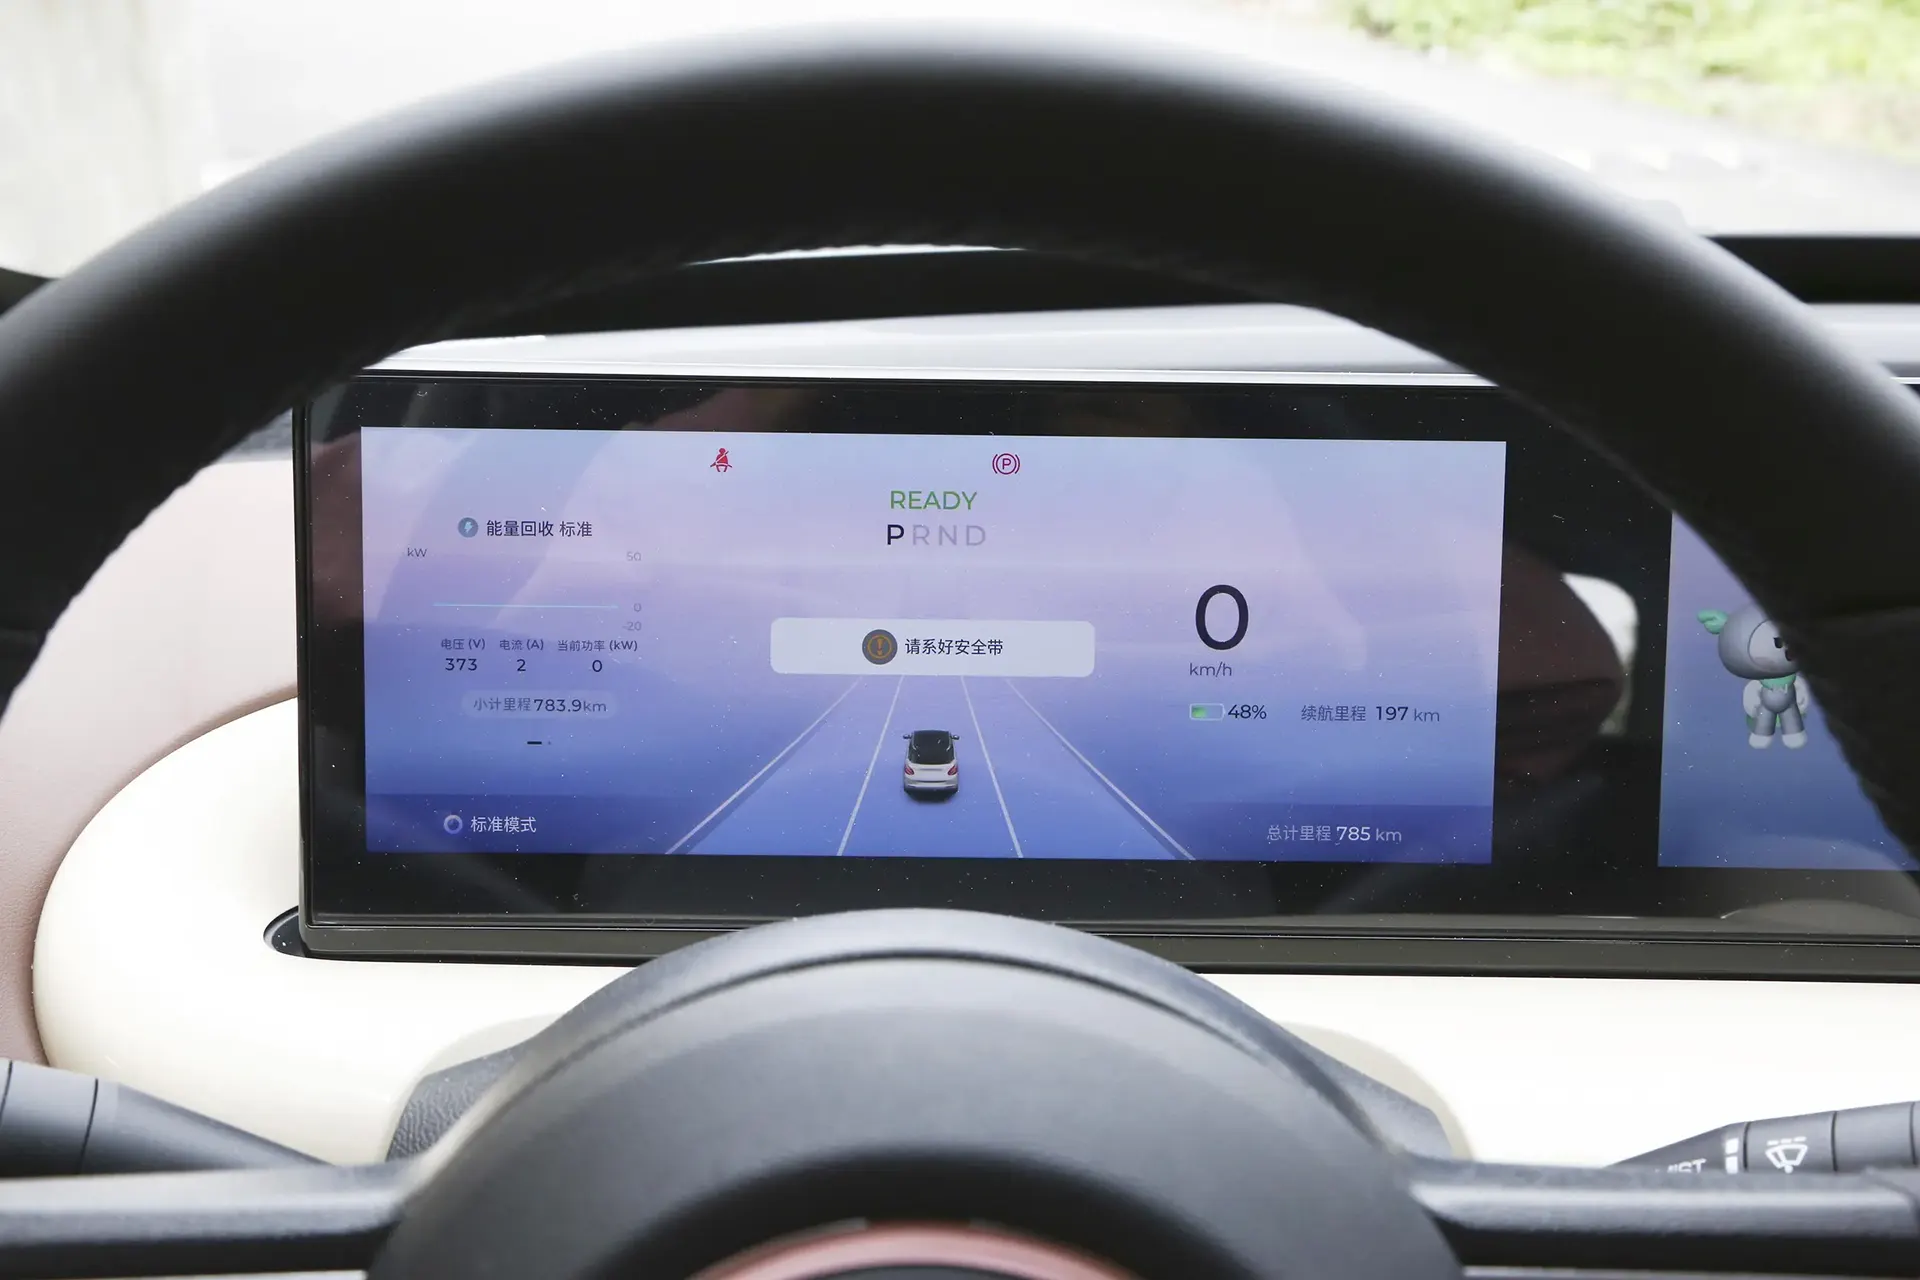 READY
PRND
能量回收 标准
kW
50
0
-20
电压 (V) 电流 (A) 当前功率 (kW)
373 2 0
小计里程783.9km
标准模式
请系好安全带
0
km/h
48% 续航里程 197 km
总计里程 785 km
P
MIST